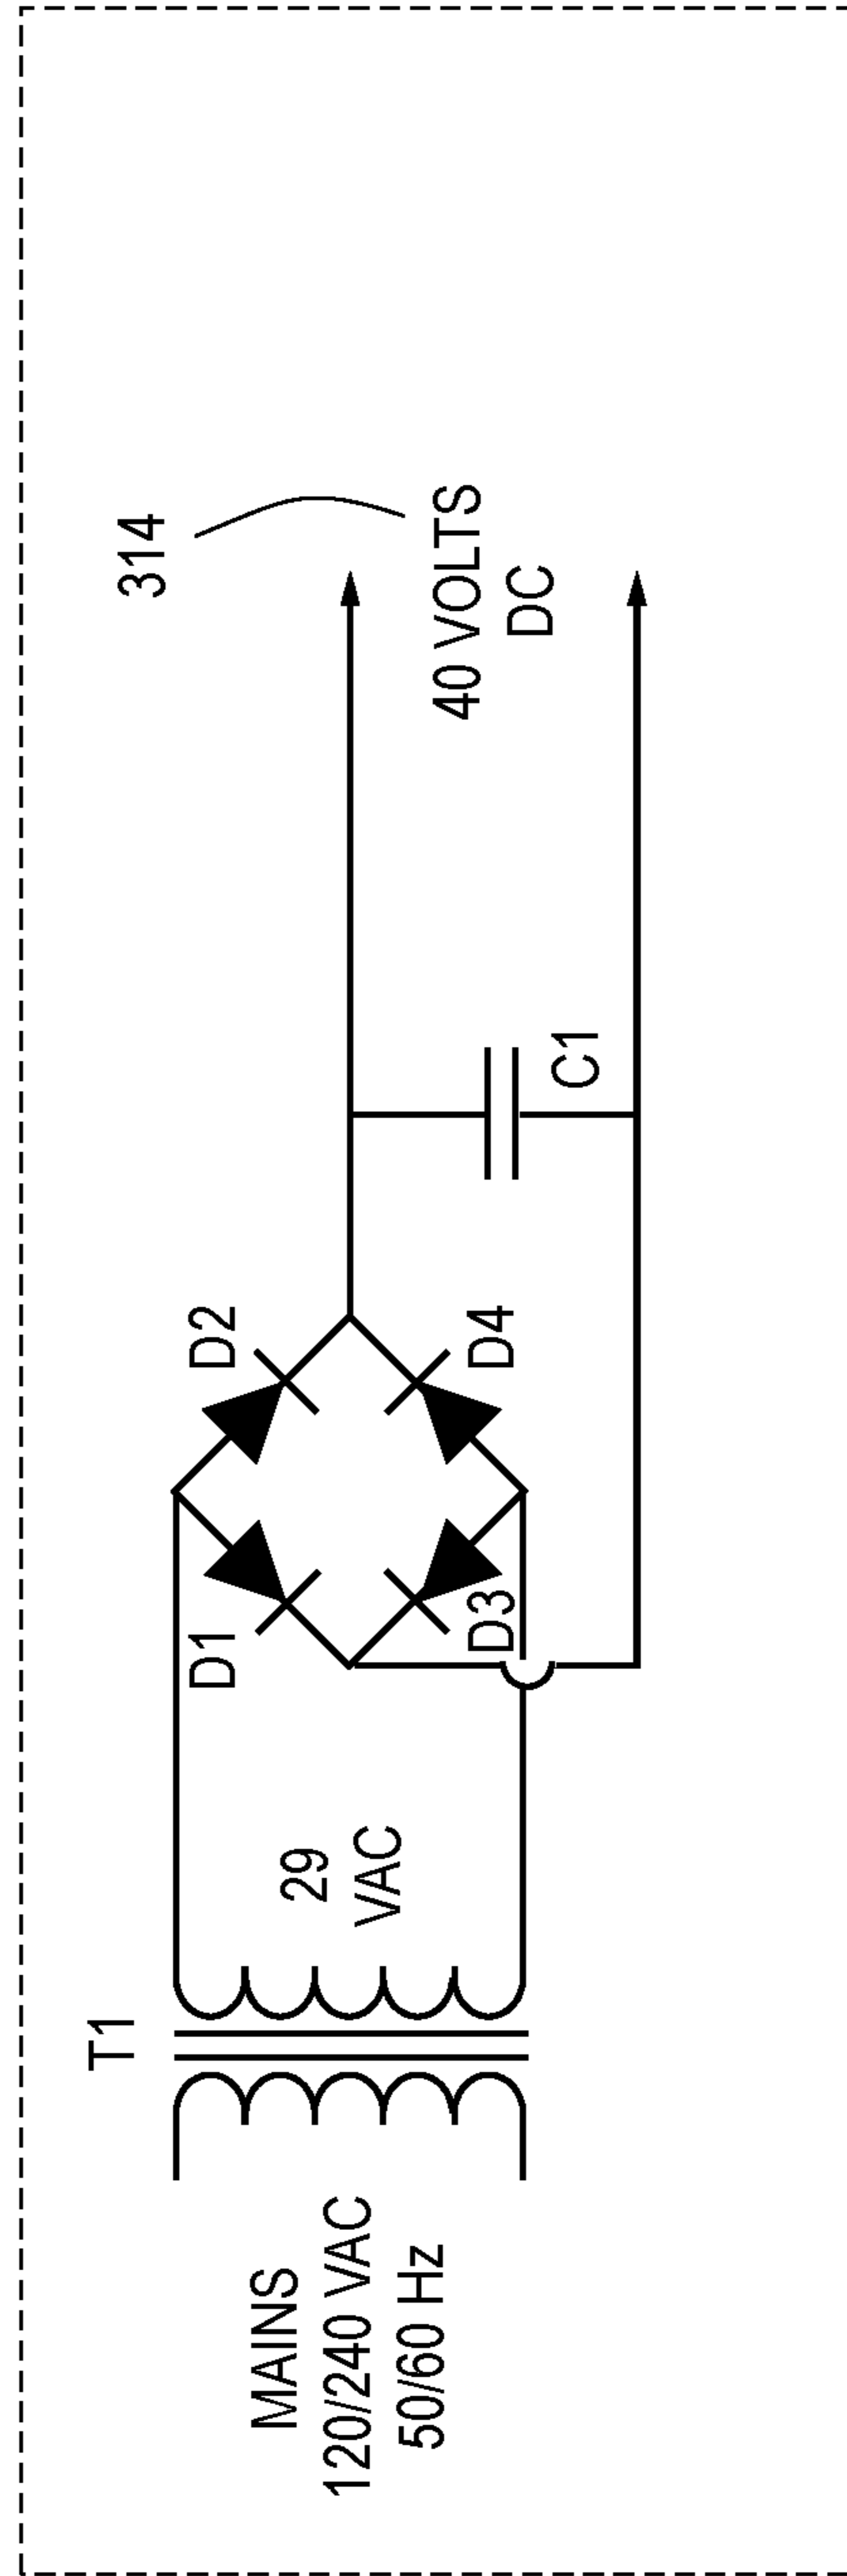 MAINS
120/240 VAC
50/60 Hz
T1
29
VAC
D1
D2
D3
D4
C1
314
40 VOLTS
DC